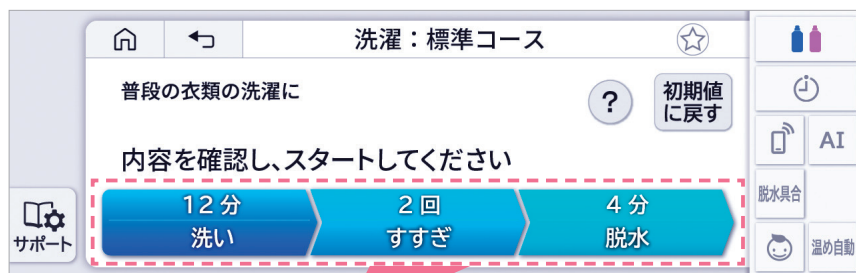 洗濯：標準コース
普段の衣類の洗濯に
?
初期値
に戻す
内容を確認し、スタートしてください
12分
洗い
2回
すすぎ
4分
脱水
サポート
AI
脱水具合
温め自動